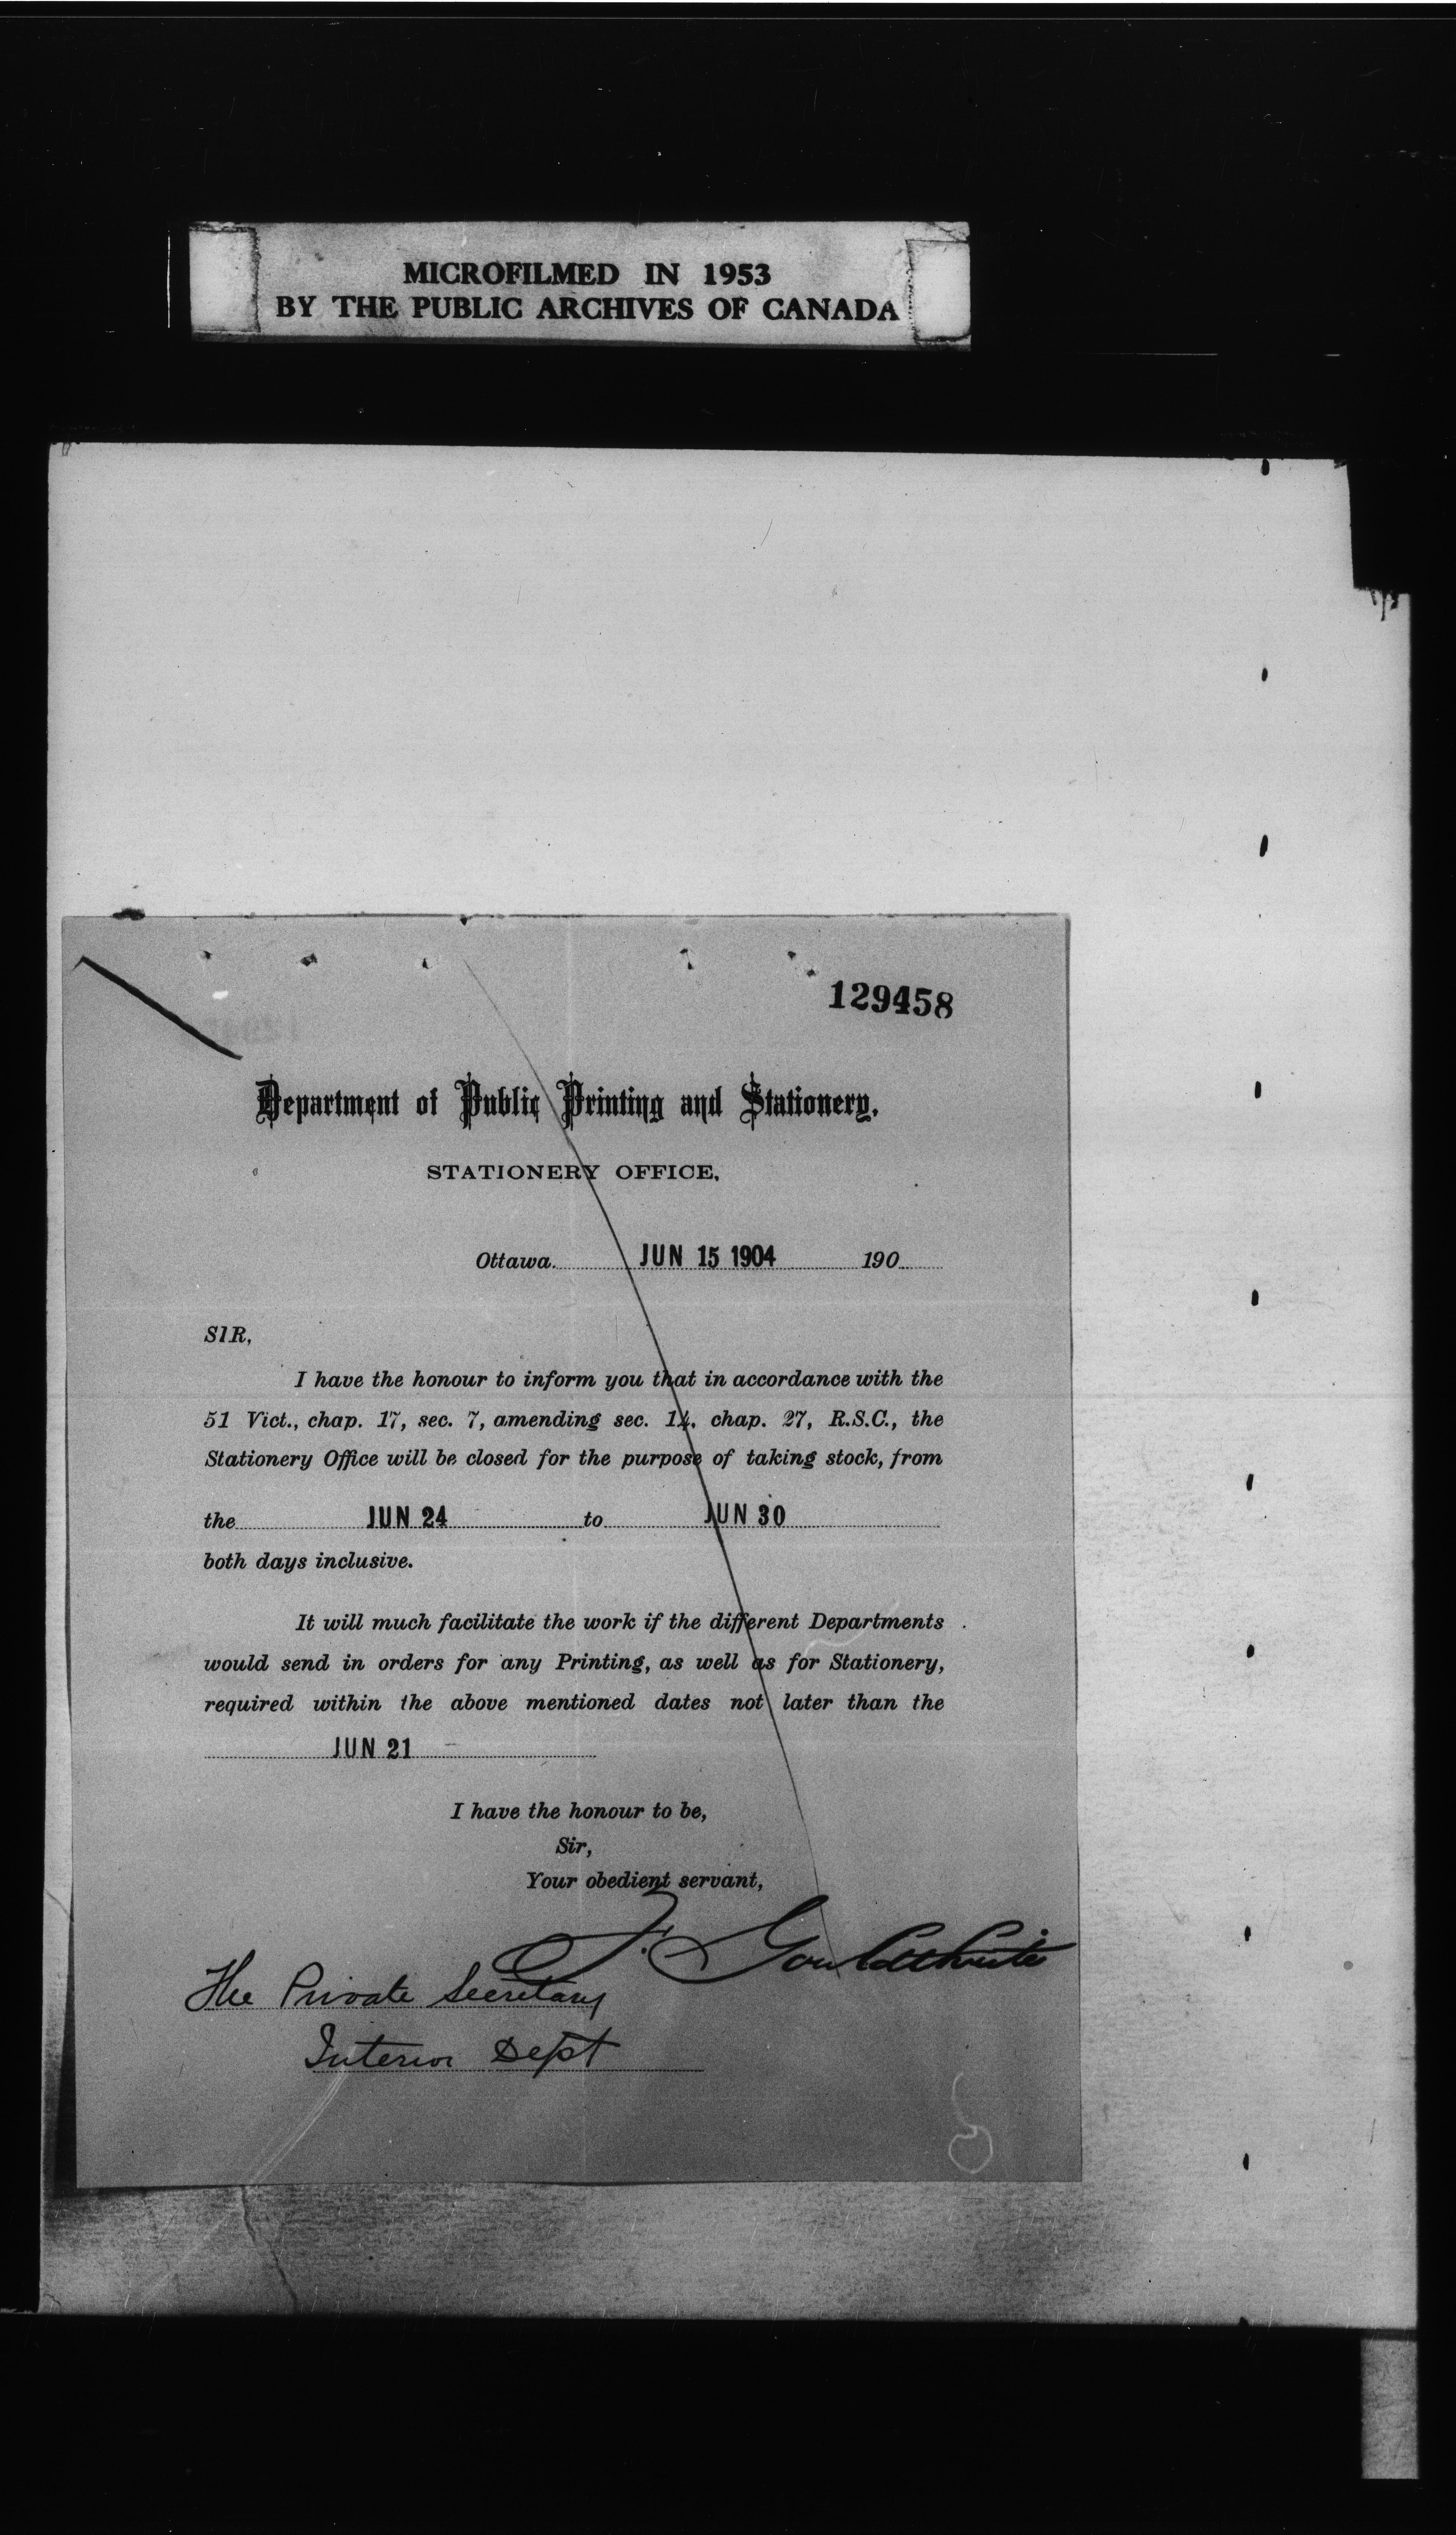 MICROFILMED IN 1953
BY THE PUBLIC ARCHIVES OF CANADA
129458
Department of Public Printing and Stationery.
STATIONERY OFFICE,
Ottawa. JUN 15 1904 190
SIR,
I have the honour to inform you that in accordance with the
51 Vict., chap. 17, sec. 7, amending sec. 14, chap. 27, R.S.C., the
Stationery Office will be closed for the purpose of taking stock, from
the JUN 24 to JUN 30
both days inclusive.
It will much facilitate the work if the different Departments
would send in orders for any Printing, as well as for Stationery,
required within the above mentioned dates not later than the
JUN 21
I have the honour to be,
Sir,
Your obedient servant,
F.
The Private Secretary
Interior Dept